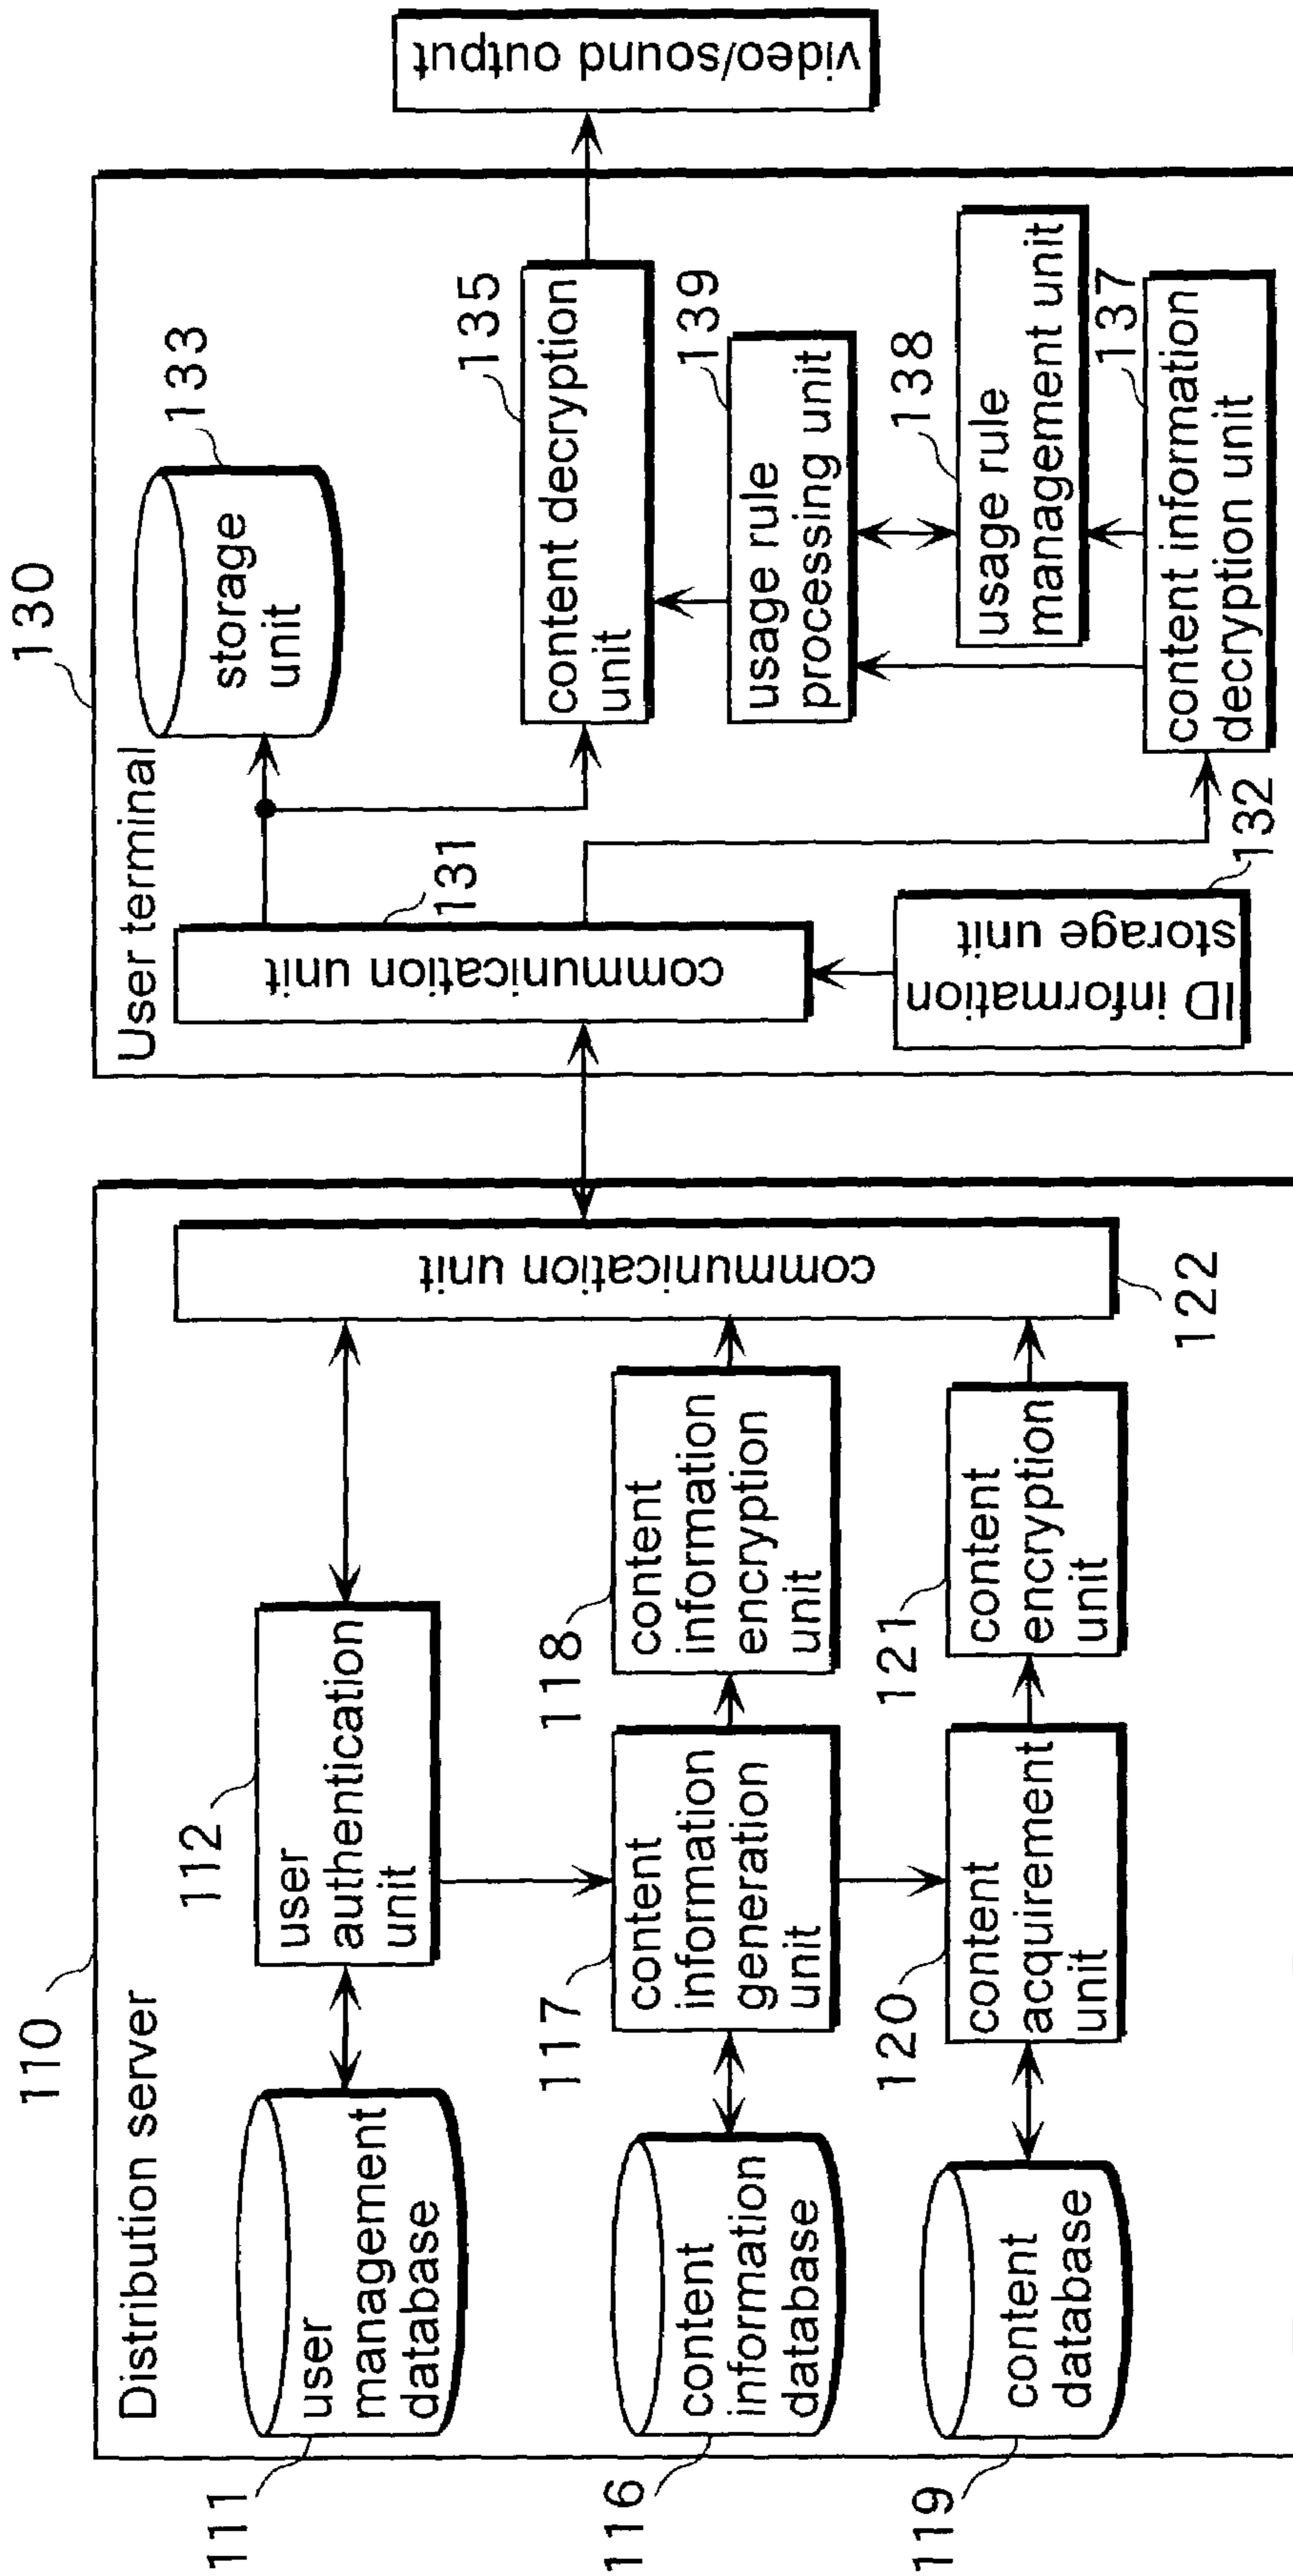 110
Distribution server
111
user
management
database
112
user
authentication
unit
116
content
information
database
117
content
information
generation
unit
118
content
information
encryption
unit
119
content
database
120
content
acquirement
unit
121
content
encryption
unit
communication unit
122
130
User terminal
communication unit
131
ID information
storage unit
132
storage
unit
133
content decryption
unit
135
usage rule
processing unit
139
usage rule
management unit
138
content information
decryption unit
137
video/sound output